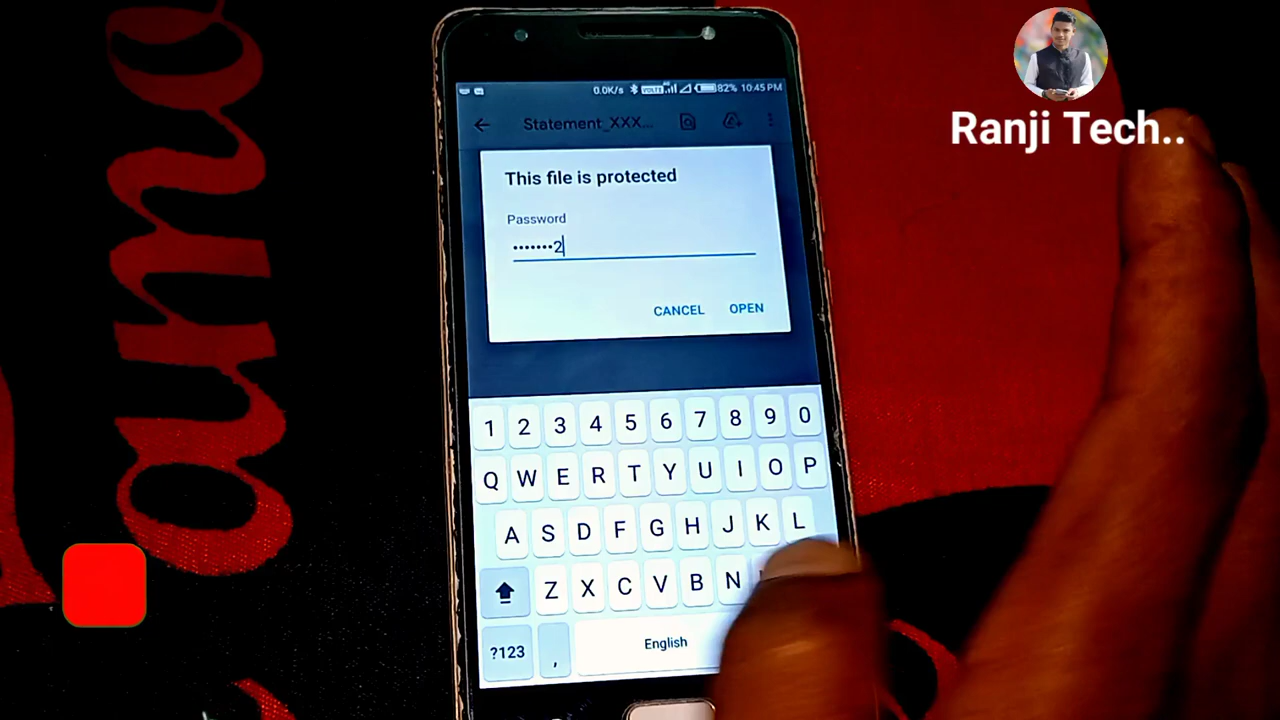 Ranji Tech..
0.0K/s VOLTE 82% 10:45 PM
Statement_XXX...
This file is protected
Password
•••••••2
CANCEL OPEN
1 2 3 4 5 6 7 8 9 0
Q W E R T Y U I O P
A S D F G H J K L
Z X C V B N
?123 , English